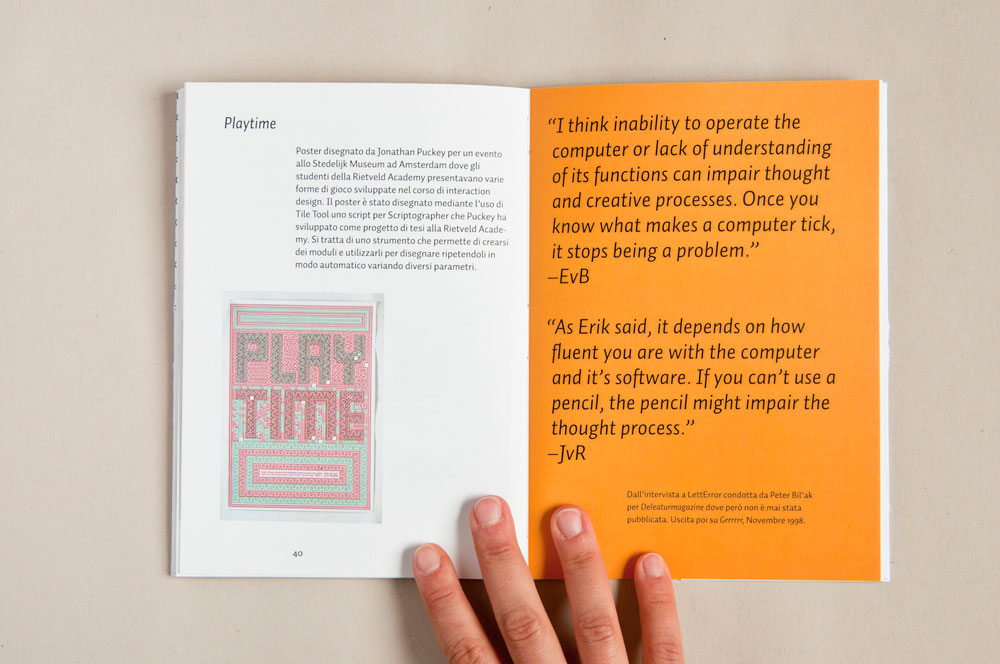 Playtime
Poster disegnato da Jonathan Puckey per un evento
allo Stedelijk Museum ad Amsterdam dove gli
studenti della Rietveld Academy presentavano varie
forme di gioco sviluppate nel corso di interaction
design. Il poster è stato disegnato mediante l'uso di
Tile Tool uno script per Scriptographer che Puckey ha
sviluppato come progetto di tesi alla Rietveld Acade-
my. Si tratta di uno strumento che permette di crearsi
dei moduli e utilizzarli per disegnare ripetendoli in
modo automatico variando diversi parametri.
PLAY
TIME
40
“I think inability to operate the
computer or lack of understanding
of its functions can impair thought
and creative processes. Once you
know what makes a computer tick,
it stops being a problem.”
–EvB
“As Erik said, it depends on how
fluent you are with the computer
and it’s software. If you can’t use a
pencil, the pencil might impair the
thought process.”
–JvR
Dall'intervista a LettError condotta da Peter Bil'ak
per Deleaturmagazine dove però non è mai stata
pubblicata. Uscita poi su Grrrrrr, Novembre 1998.